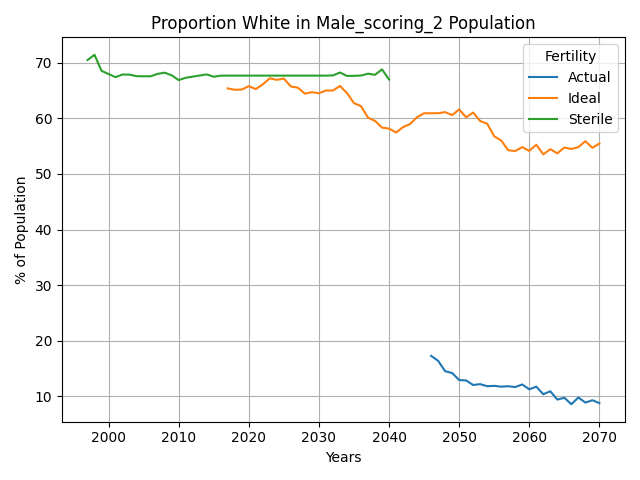 Proportion White in Male_scoring_2 Population
% of Population
70
60
50
40
30
20
10
2000 2010 2020 2030 2040 2050 2060 2070
Years
Fertility
Actual
Ideal
Sterile